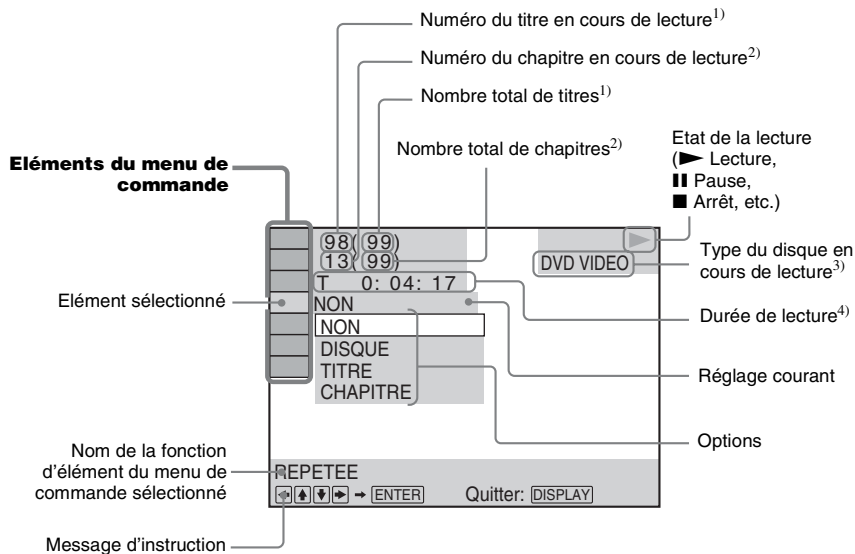 Numéro du titre en cours de lecture1)
Numéro du chapitre en cours de lecture2)
Nombre total de titres1)
Nombre total de chapitres2)
Etat de la lecture
(► Lecture,
❚❚ Pause,
■ Arrêt, etc.)
Eléments du menu de
commande
98(99)
13(99)
T 0: 04: 17
NON
NON
DISQUE
TITRE
CHAPITRE
►
DVD VIDEO
Type du disque en
cours de lecture3)
Elément sélectionné
Durée de lecture4)
Réglage courant
Options
Nom de la fonction
d'élément du menu de
commande sélectionné
REPETEE
← ↑ ↓ → → ENTER Quitter: DISPLAY
Message d'instruction